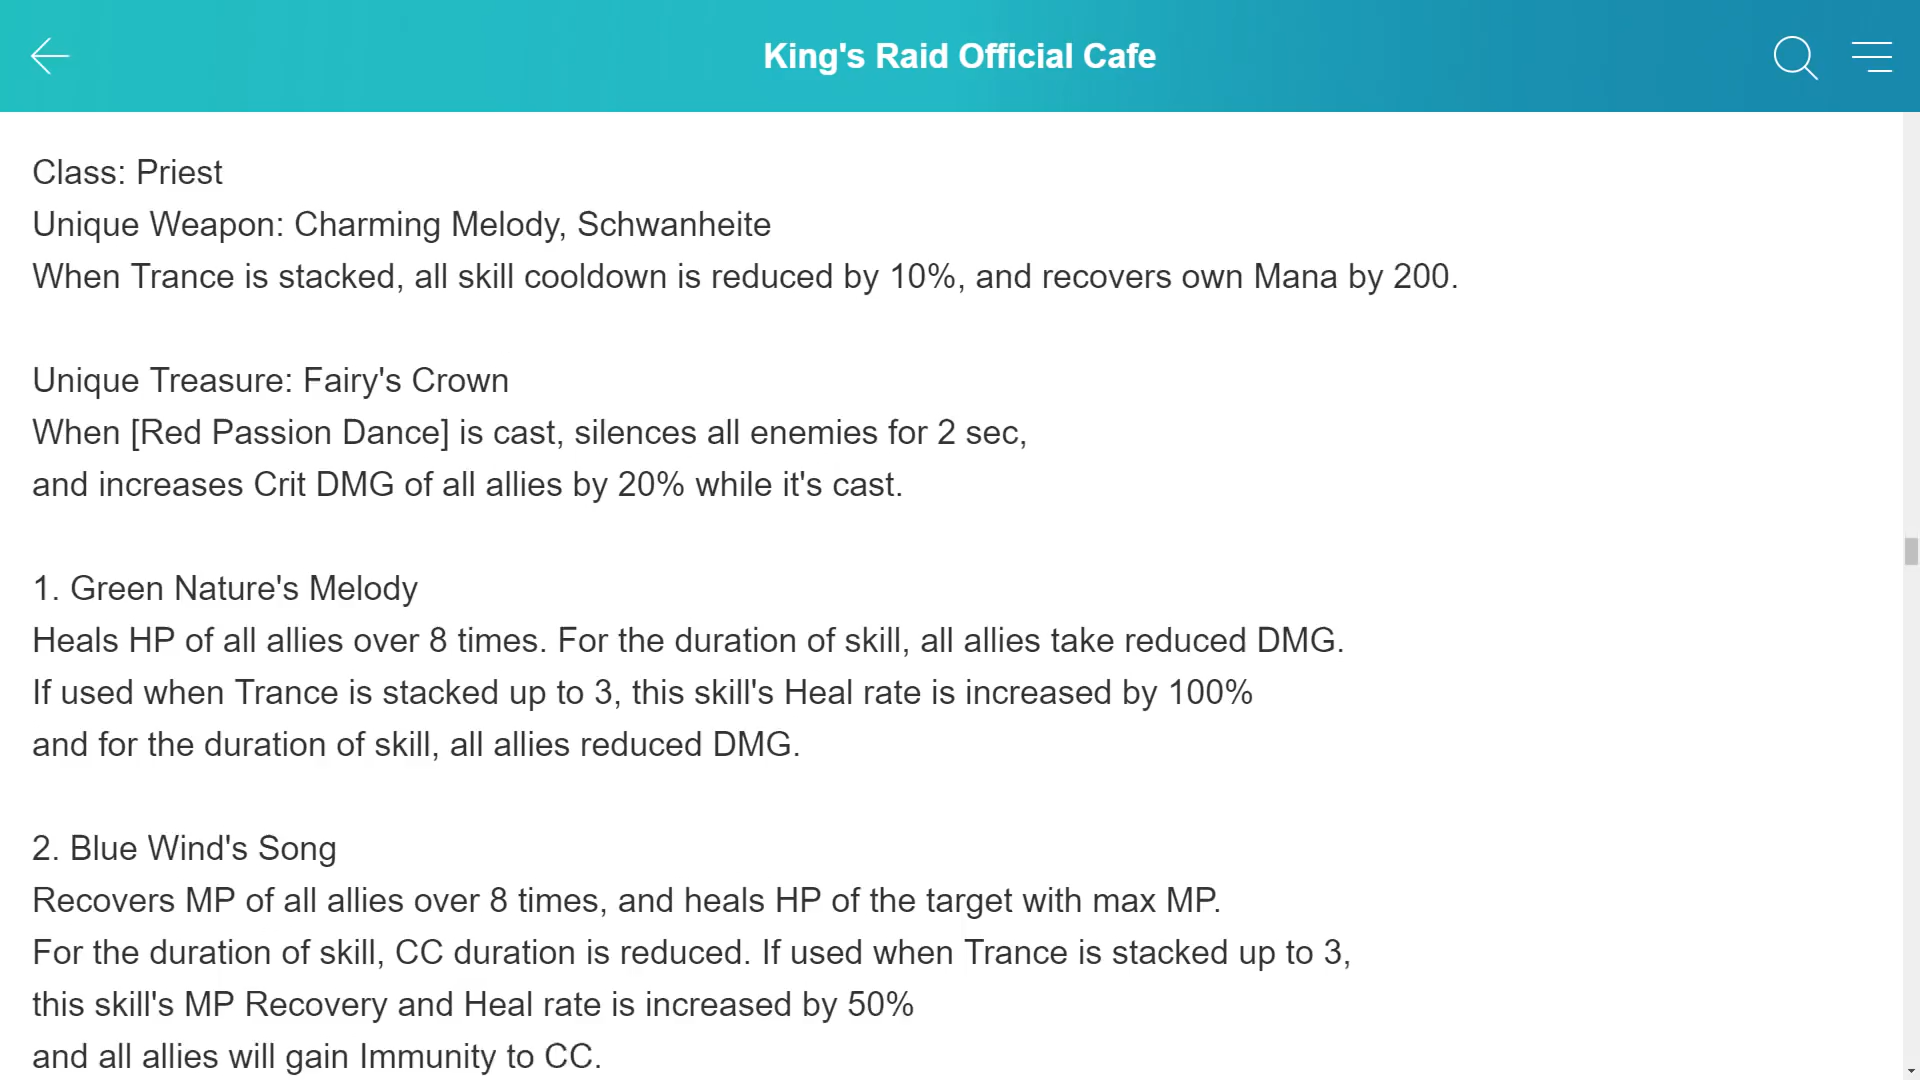 King's Raid Official Cafe
Class: Priest
Unique Weapon: Charming Melody, Schwanheite
When Trance is stacked, all skill cooldown is reduced by 10%, and recovers own Mana by 200.
Unique Treasure: Fairy's Crown
When [Red Passion Dance] is cast, silences all enemies for 2 sec,
and increases Crit DMG of all allies by 20% while it's cast.
1. Green Nature's Melody
Heals HP of all allies over 8 times. For the duration of skill, all allies take reduced DMG.
If used when Trance is stacked up to 3, this skill's Heal rate is increased by 100%
and for the duration of skill, all allies reduced DMG.
2. Blue Wind's Song
Recovers MP of all allies over 8 times, and heals HP of the target with max MP.
For the duration of skill, CC duration is reduced. If used when Trance is stacked up to 3,
this skill's MP Recovery and Heal rate is increased by 50%
and all allies will gain Immunity to CC.